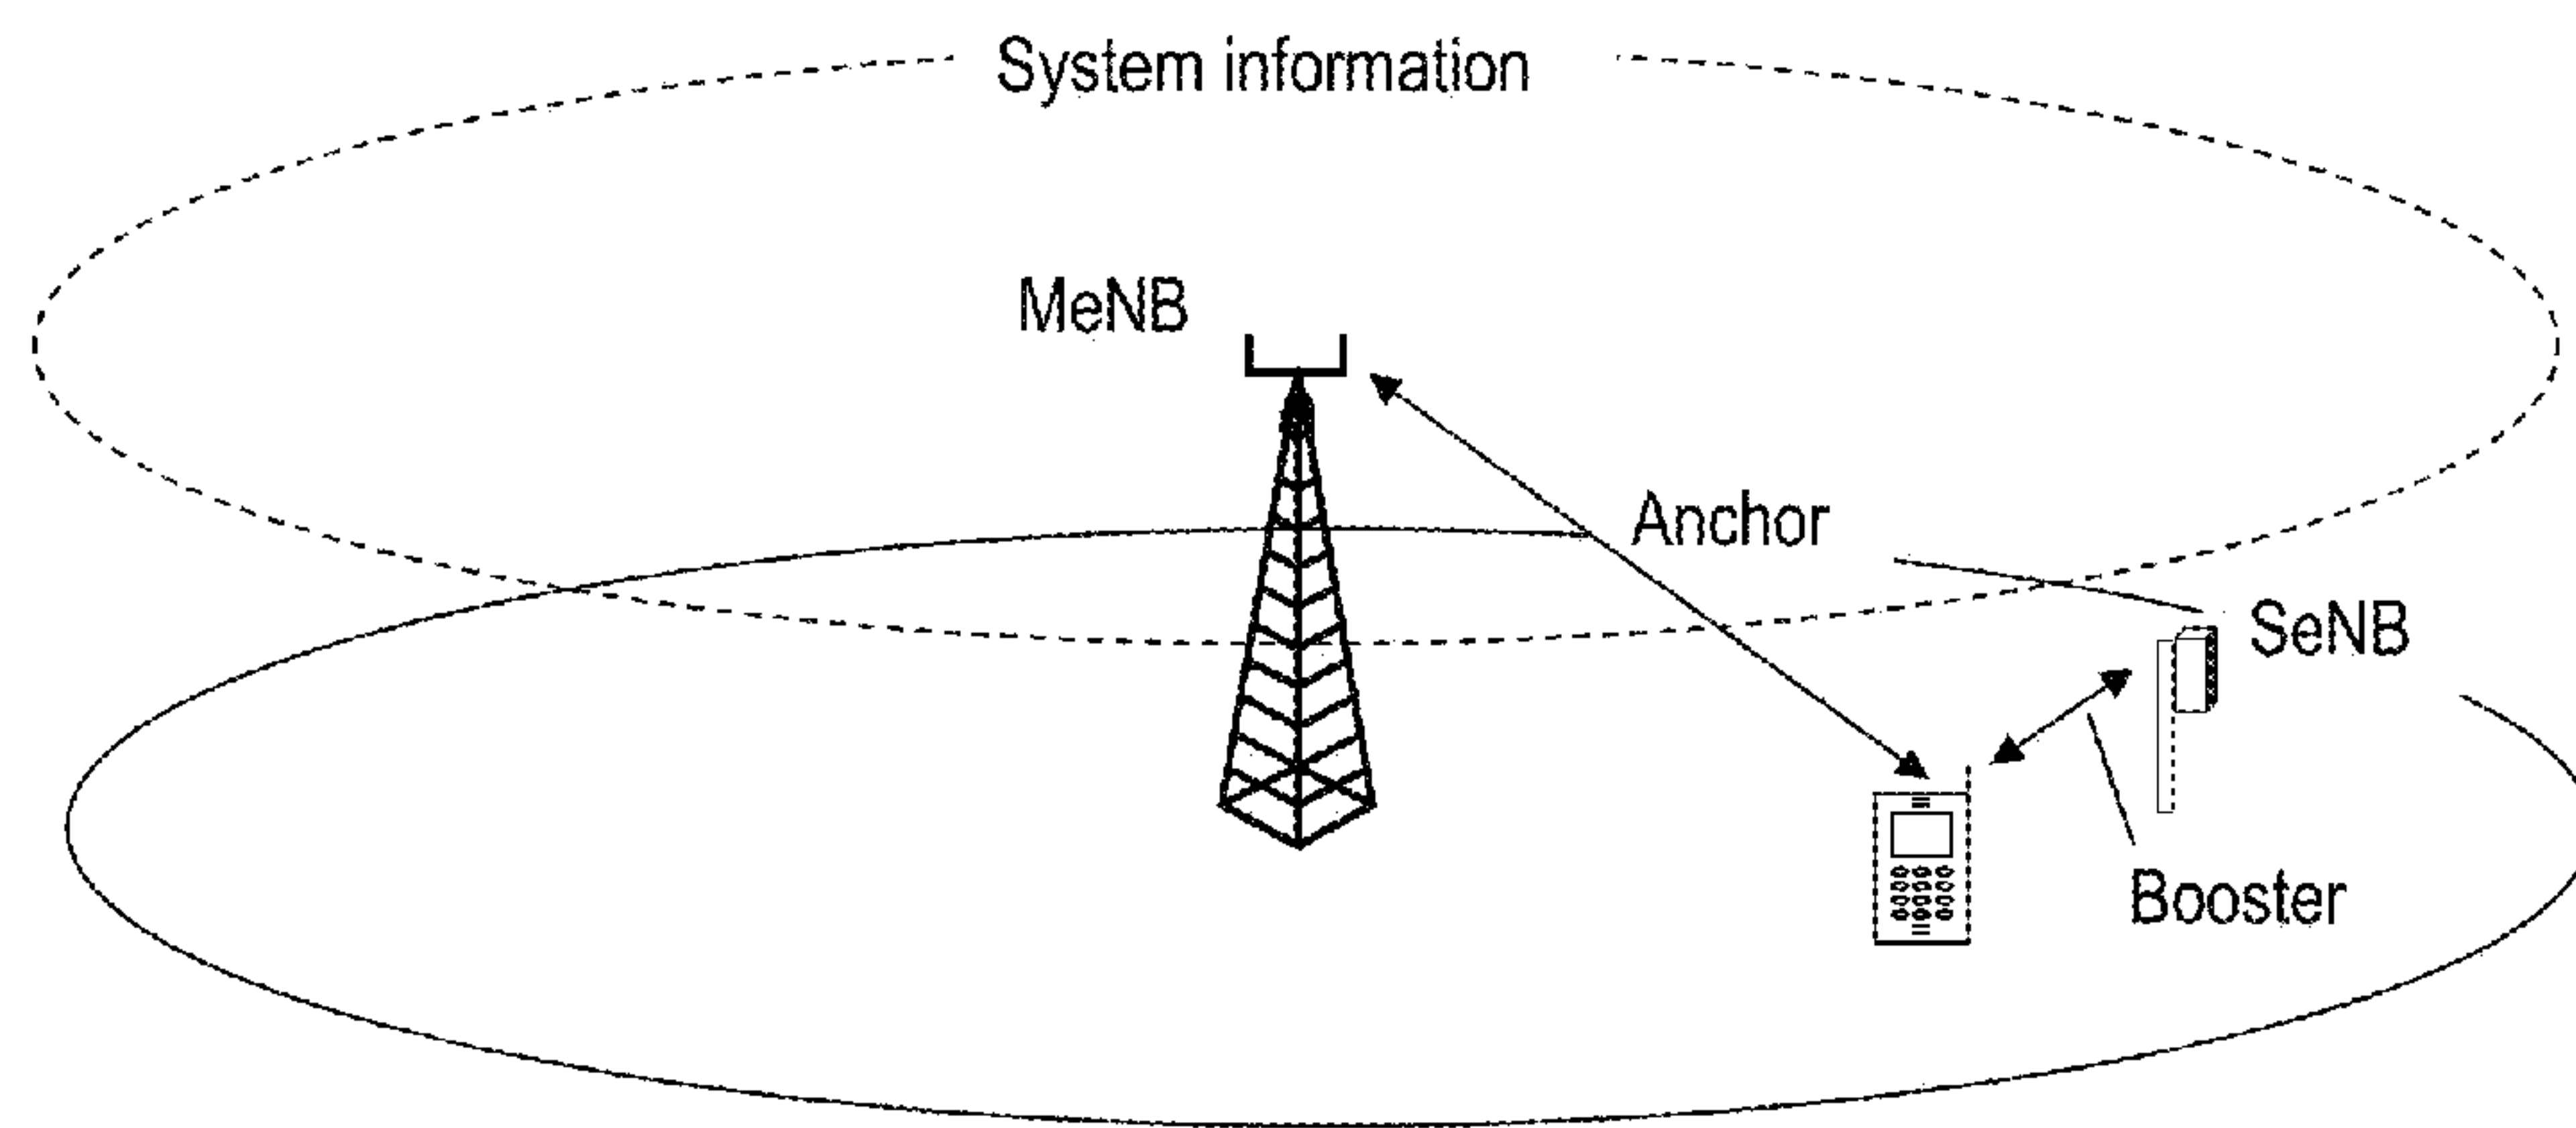 System information
MeNB
Anchor
SeNB
Booster